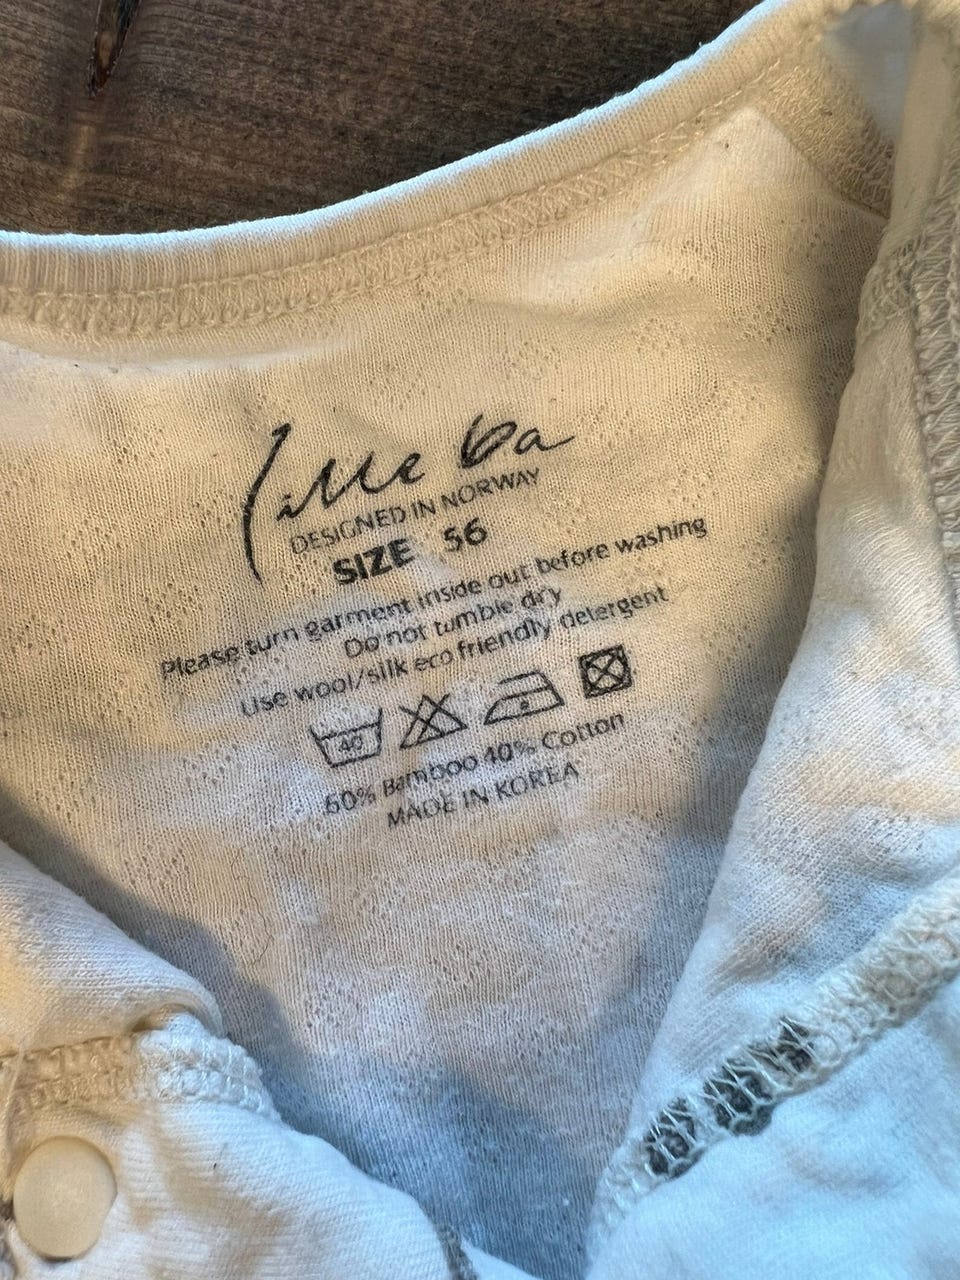 lille ba
DESIGNED IN NORWAY
SIZE 56
Please turn garment inside out before washing
Do not tumble dry
Use wool/silk eco friendly detergent
40
60% Bamboo 40% Cotton
MADE IN KOREA